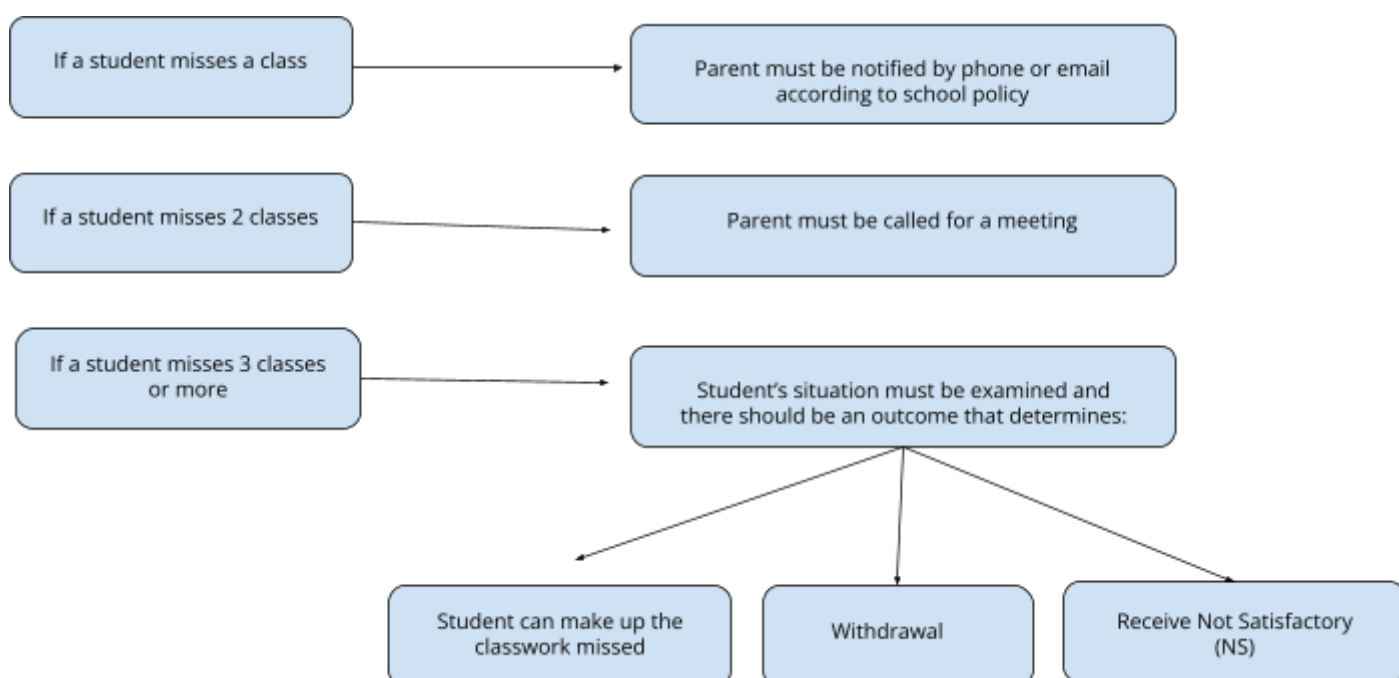 If a student misses a class
Parent must be notified by phone or email
according to school policy
If a student misses 2 classes
Parent must be called for a meeting
If a student misses 3 classes
or more
Student’s situation must be examined and
there should be an outcome that determines:
Student can make up the
classwork missed
Withdrawal
Receive Not Satisfactory
(NS)